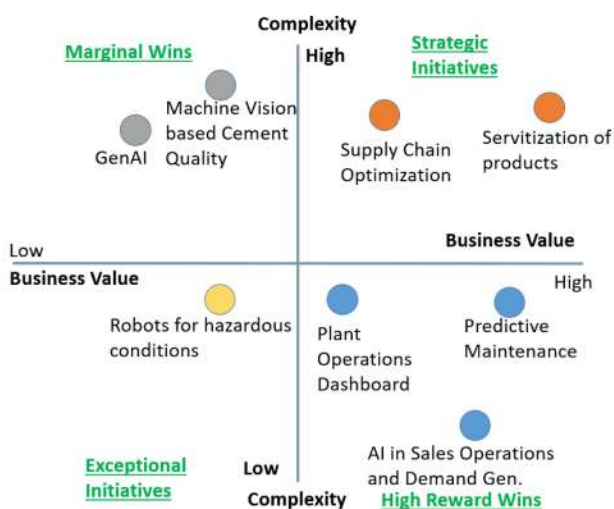 Complexity
Marginal Wins
High
Strategic
Initiatives
Machine Vision
based Cement
Quality
GenAI
Supply Chain
Optimization
Servitization of
products
Low
Business Value
Business Value
High
Robots for hazardous
conditions
Plant
Operations
Dashboard
Predictive
Maintenance
AI in Sales Operations
and Demand Gen.
Exceptional
Initiatives
Low
Complexity
High Reward Wins